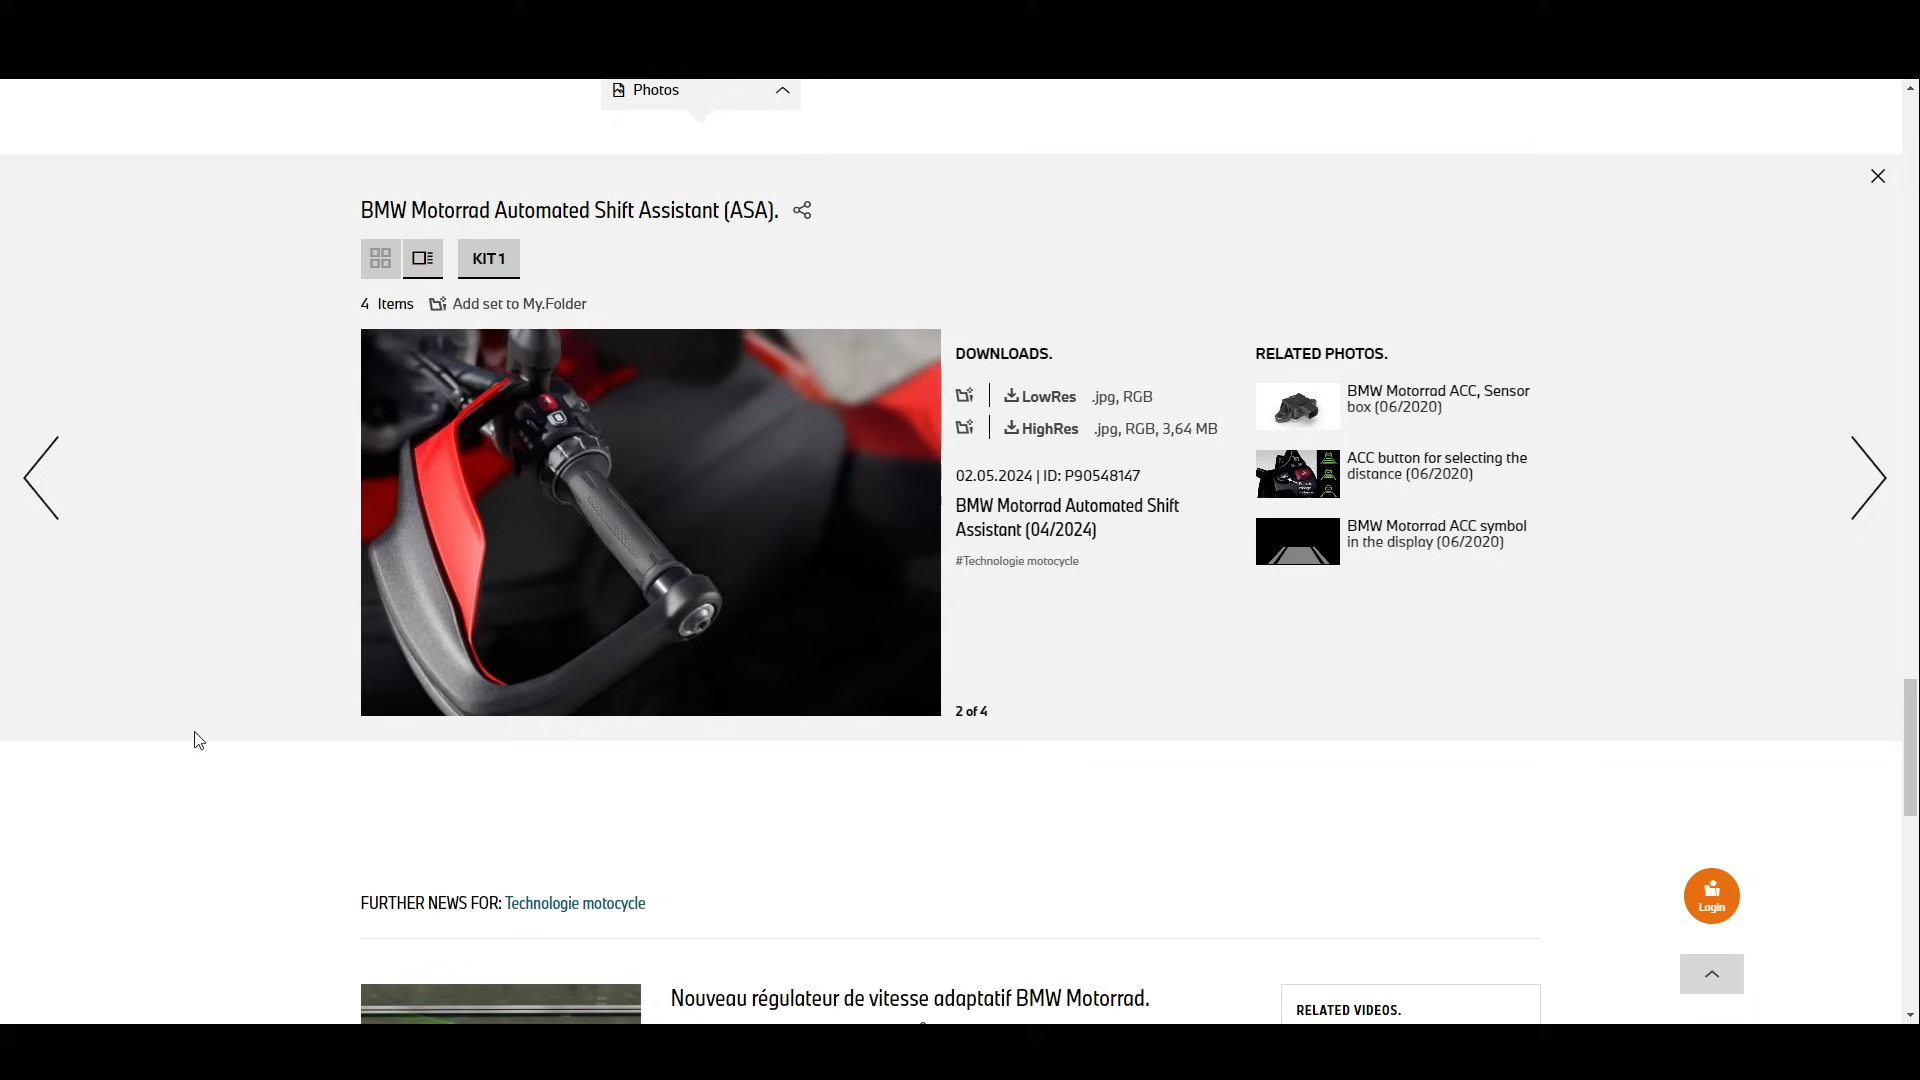 Photos
BMW Motorrad Automated Shift Assistant (ASA).
KIT 1
4 Items Add set to My.Folder
DOWNLOADS.
LowRes .jpg, RGB
HighRes .jpg, RGB, 3,64 MB
02.05.2024 | ID: P90548147
BMW Motorrad Automated Shift
Assistant (04/2024)
#Technologie motocycle
2 of 4
RELATED PHOTOS.
BMW Motorrad ACC, Sensor
box (06/2020)
ACC button for selecting the
distance (06/2020)
BMW Motorrad ACC symbol
in the display (06/2020)
Login
FURTHER NEWS FOR: Technologie motocycle
Nouveau régulateur de vitesse adaptatif BMW Motorrad.
RELATED VIDEOS.